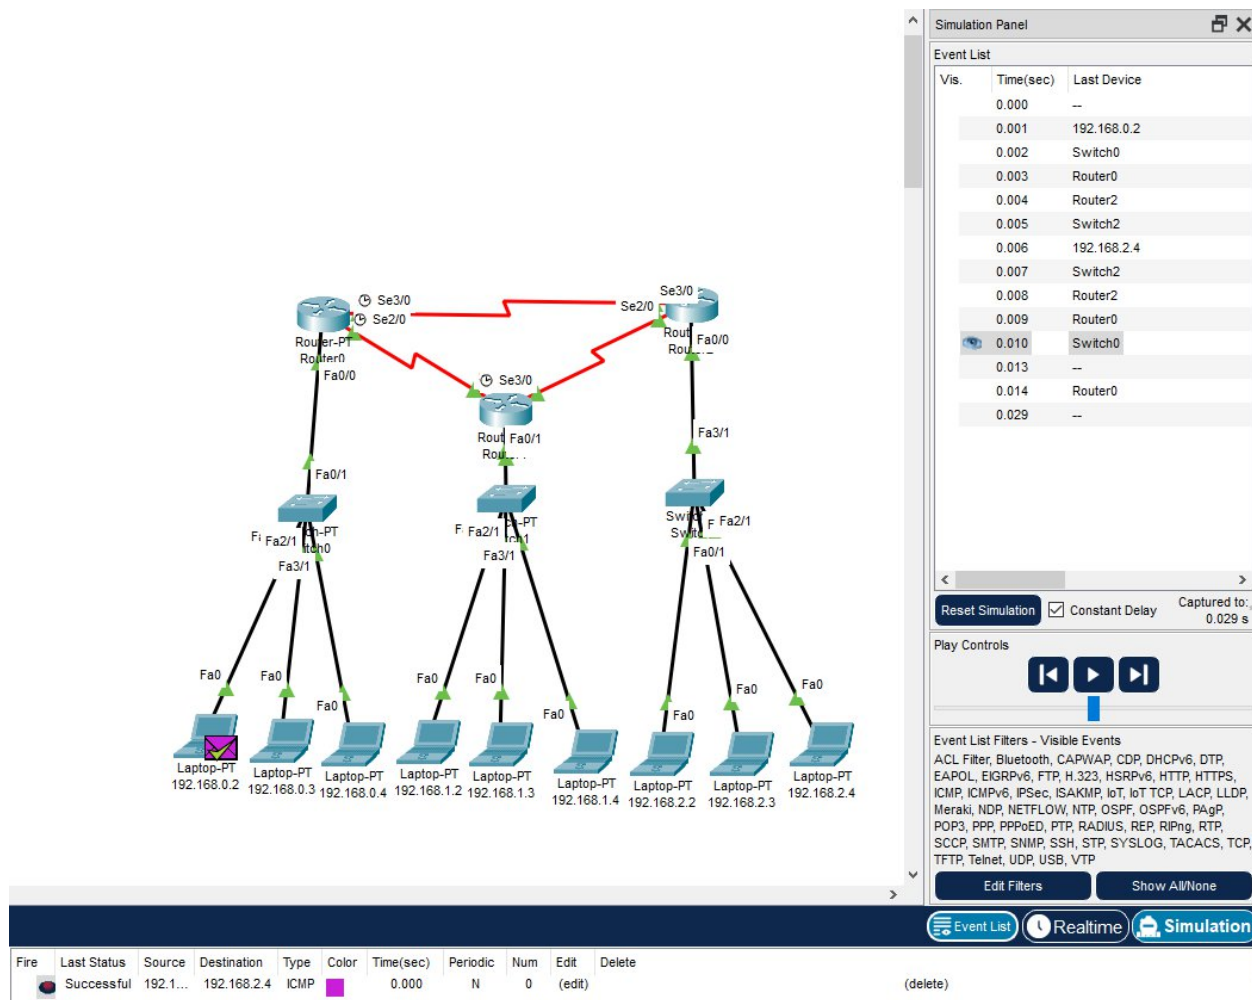 Simulation Panel
Event List
Vis. Time(sec) Last Device
0.000 --
0.001 192.168.0.2
0.002 Switch0
0.003 Router0
0.004 Router2
0.005 Switch2
0.006 192.168.2.4
0.007 Switch2
0.008 Router2
0.009 Router0
0.010 Switch0
0.013 --
0.014 Router0
0.029 --
Reset Simulation Constant Delay Captured to:
0.029 s
Play Controls
Event List Filters - Visible Events
ACL Filter, Bluetooth, CAPWAP, CDP, DHCPv6, DTP,
EAPOL, EIGRPv6, FTP, H.323, HSRPv6, HTTP, HTTPS,
ICMP, ICMPv6, IPSec, ISAKMP, IoT, IoT TCP, LACP, LLDP,
Meraki, NDP, NETFLOW, NTP, OSPF, OSPFv6, PAgP,
POP3, PPP, PPPoED, PTP, RADIUS, REP, RIPng, RTP,
SCCP, SMTP, SNMP, SSH, STP, SYSLOG, TACACS, TCP,
TFTP, Telnet, UDP, USB, VTP
Edit Filters Show All/None
Event List Realtime Simulation
Se3/0 Se3/0
Se2/0 Se2/0
Router-PT Rout Fa0/0
Router0
Fa0/0
Se3/0
Rout Fa0/1
Fa3/1
Fa0/1
Fa2/1 Fa2/1 Fa2/1
Fa3/1 Fa3/1 Fa0/1
Fa0 Fa0 Fa0 Fa0 Fa0 Fa0 Fa0 Fa0 Fa0
Laptop-PT Laptop-PT Laptop-PT Laptop-PT Laptop-PT Laptop-PT Laptop-PT Laptop-PT Laptop-PT
192.168.0.2 192.168.0.3 192.168.0.4 192.168.1.2 192.168.1.3 192.168.1.4 192.168.2.2 192.168.2.3 192.168.2.4
Fire Last Status Source Destination Type Color Time(sec) Periodic Num Edit Delete
Successful 192.1... 192.168.2.4 ICMP 0.000 N 0 (edit) (delete)